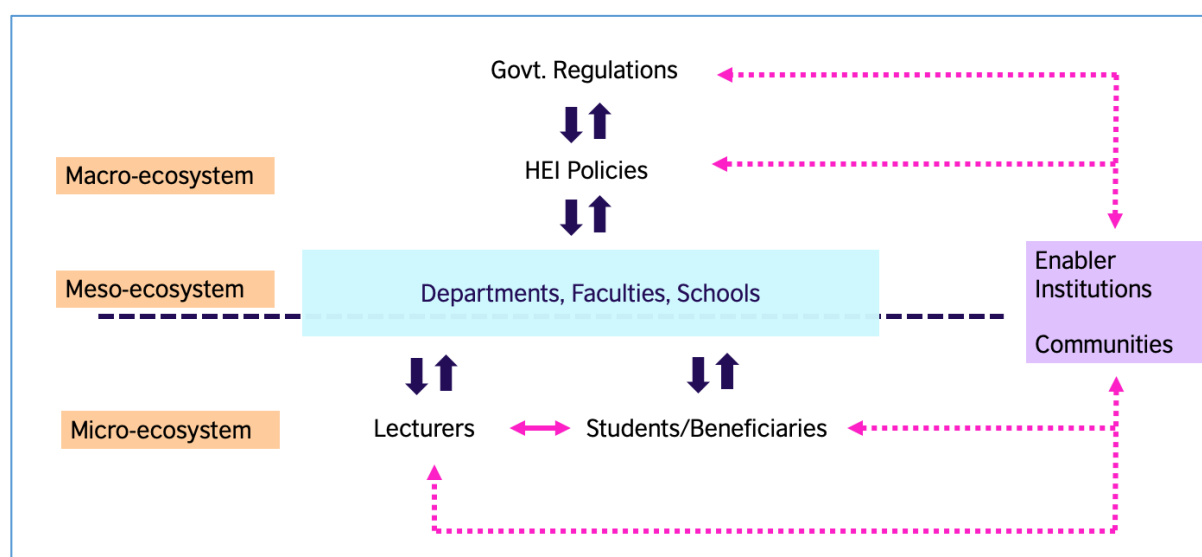 Govt. Regulations
Macro-ecosystem
HEI Policies
Meso-ecosystem
Departments, Faculties, Schools
Enabler
Institutions
Communities
Micro-ecosystem
Lecturers
Students/Beneficiaries